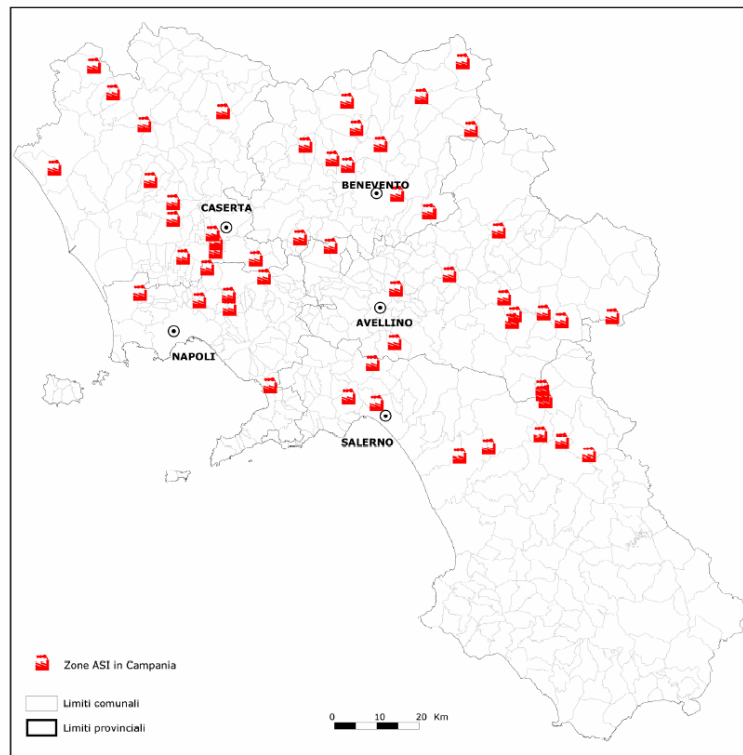 BENEVENTO
CASERTA
AVELLINO
NAPOLI
SALERNO
Zone ASI in Campania
Limiti comunali
Limiti provinciali
0 10 20 Km